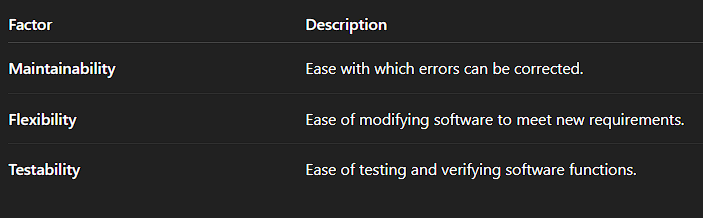 Factor Description
Maintainability Ease with which errors can be corrected.
Flexibility Ease of modifying software to meet new requirements.
Testability Ease of testing and verifying software functions.